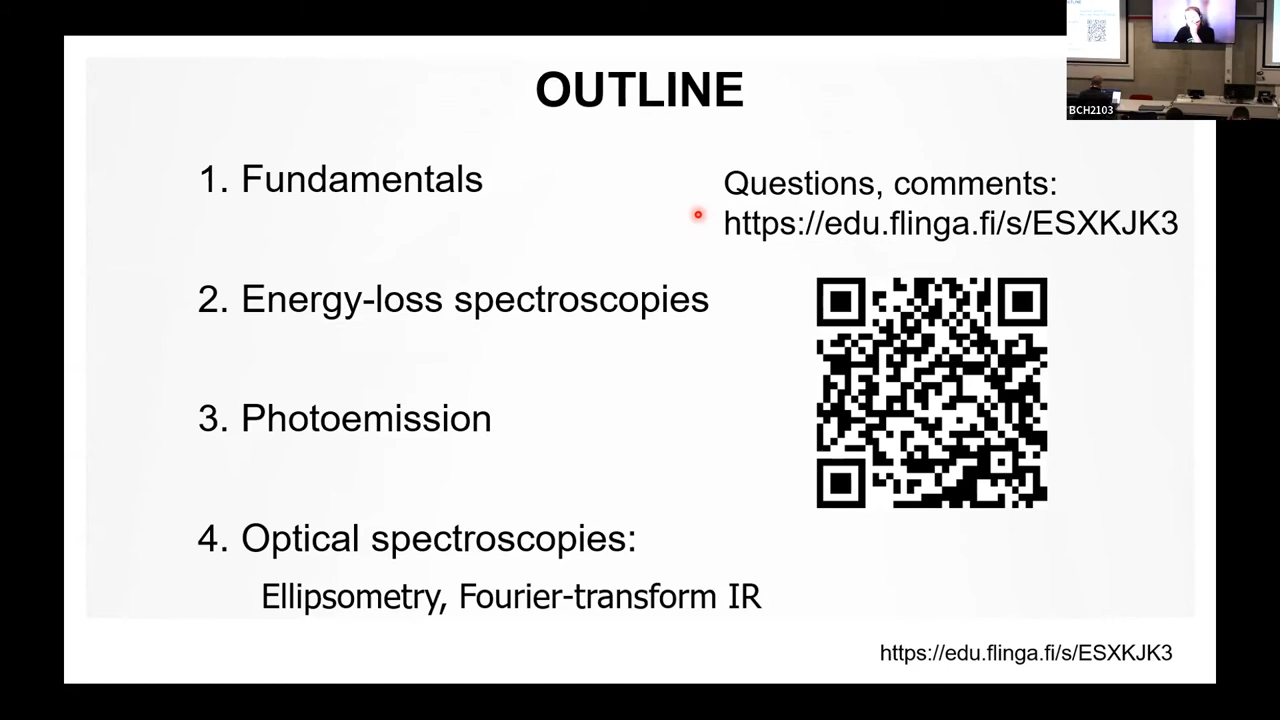 OUTLINE
1. Fundamentals
Questions, comments:
https://edu.flinga.fi/s/ESXKJK3
2. Energy-loss spectroscopies
3. Photoemission
4. Optical spectroscopies:
Ellipsometry, Fourier-transform IR
https://edu.flinga.fi/s/ESXKJK3
BCH2103